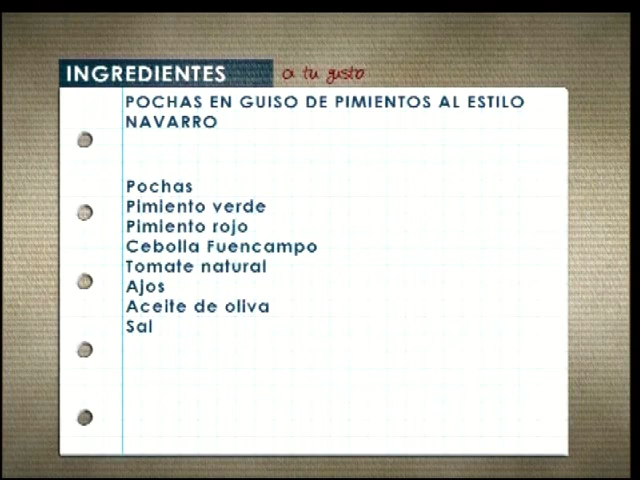 INGREDIENTES a tu gusto
POCHAS EN GUISO DE PIMIENTOS AL ESTILO
NAVARRO
Pochas
Pimiento verde
Pimiento rojo
Cebolla Fuencampo
Tomate natural
Ajos
Aceite de oliva
Sal